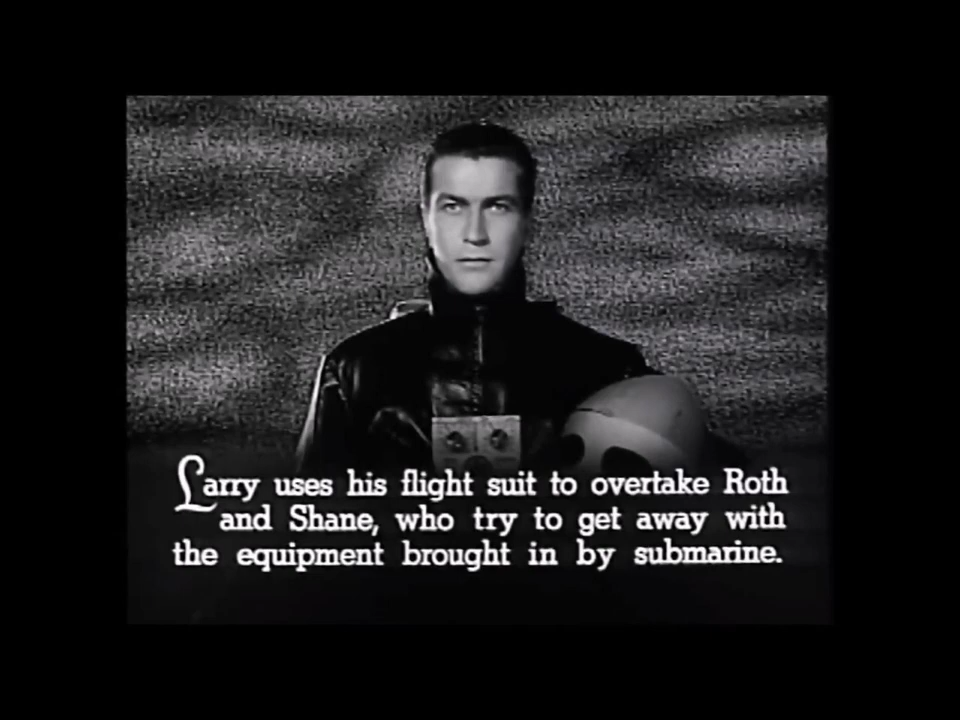 Larry uses his flight suit to overtake Roth
and Shane, who try to get away with
the equipment brought in by submarine.